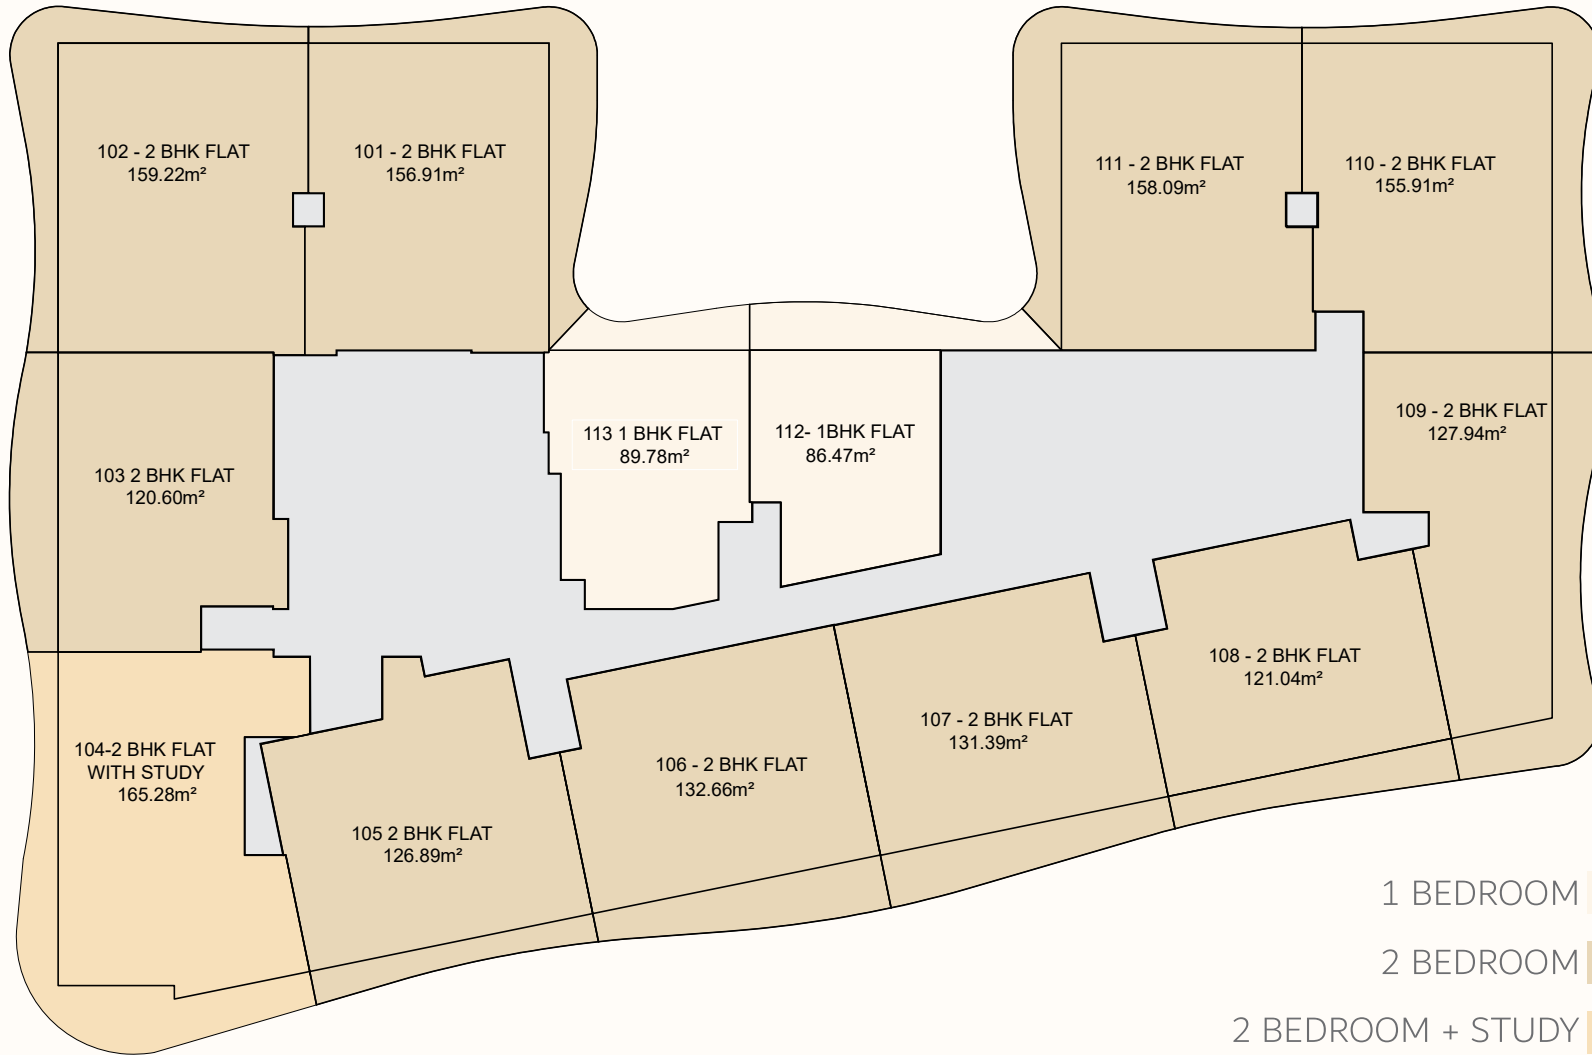 102 - 2 BHK FLAT
159.22m²
101 - 2 BHK FLAT
156.91m²
111 - 2 BHK FLAT
158.09m²
110 - 2 BHK FLAT
155.91m²
103 2 BHK FLAT
120.60m²
113 1 BHK FLAT
89.78m²
112- 1BHK FLAT
86.47m²
109 - 2 BHK FLAT
127.94m²
104-2 BHK FLAT
WITH STUDY
165.28m²
105 2 BHK FLAT
126.89m²
106 - 2 BHK FLAT
132.66m²
107 - 2 BHK FLAT
131.39m²
108 - 2 BHK FLAT
121.04m²
1 BEDROOM
2 BEDROOM
2 BEDROOM + STUDY